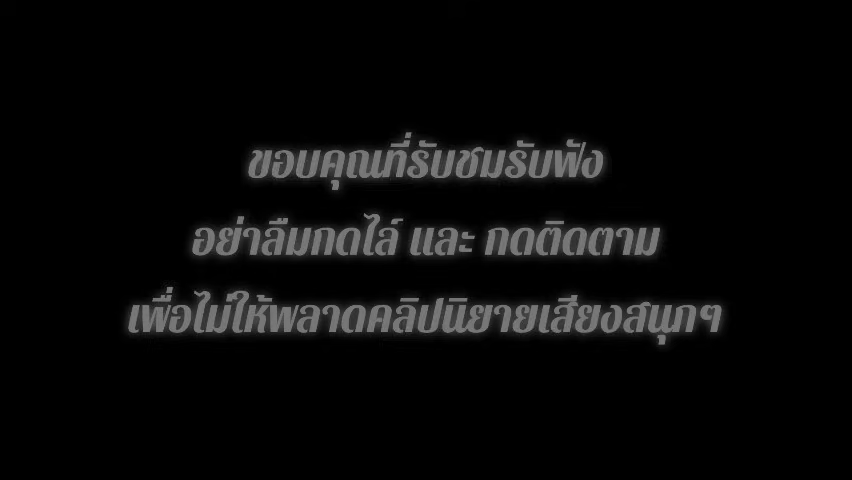 ขอบคุณที่รับชมรับฟัง
อย่าลืมกดไล์ และ กดติดตาม
เพื่อไม่ให้พลาดคลิปนิยายเสียงสนุกๆ